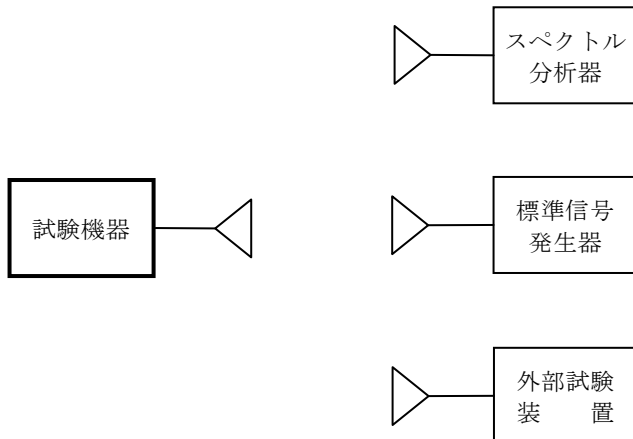 スペクトル
分析器
試験機器
標準信号
発生器
外部試験
装　　置